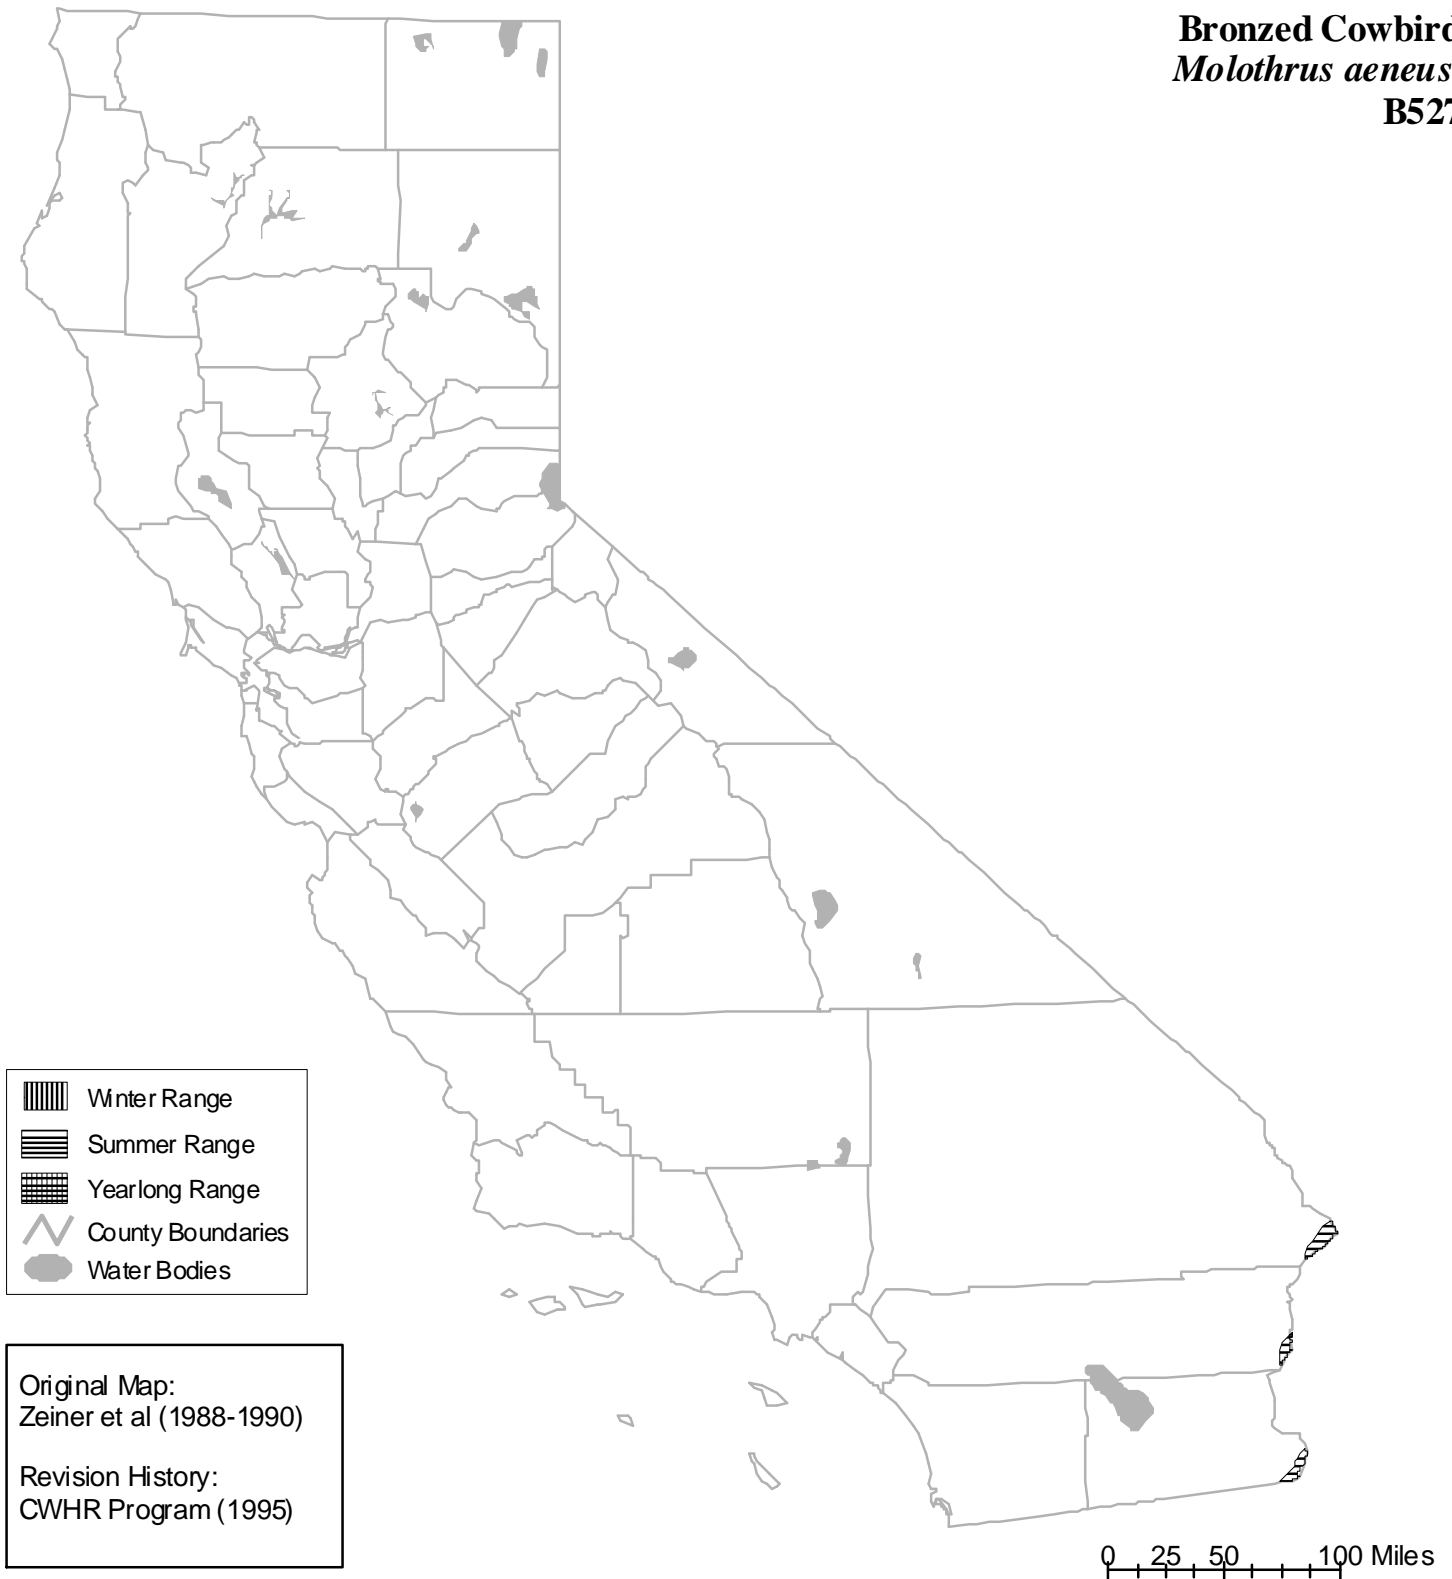 Bronzed Cowbird
Molothrus aeneus
B527
Winter Range
Summer Range
Yearlong Range
County Boundaries
Water Bodies
Original Map:
Zeiner et al (1988-1990)
Revision History:
CWHR Program (1995)
0 25 50 100 Miles